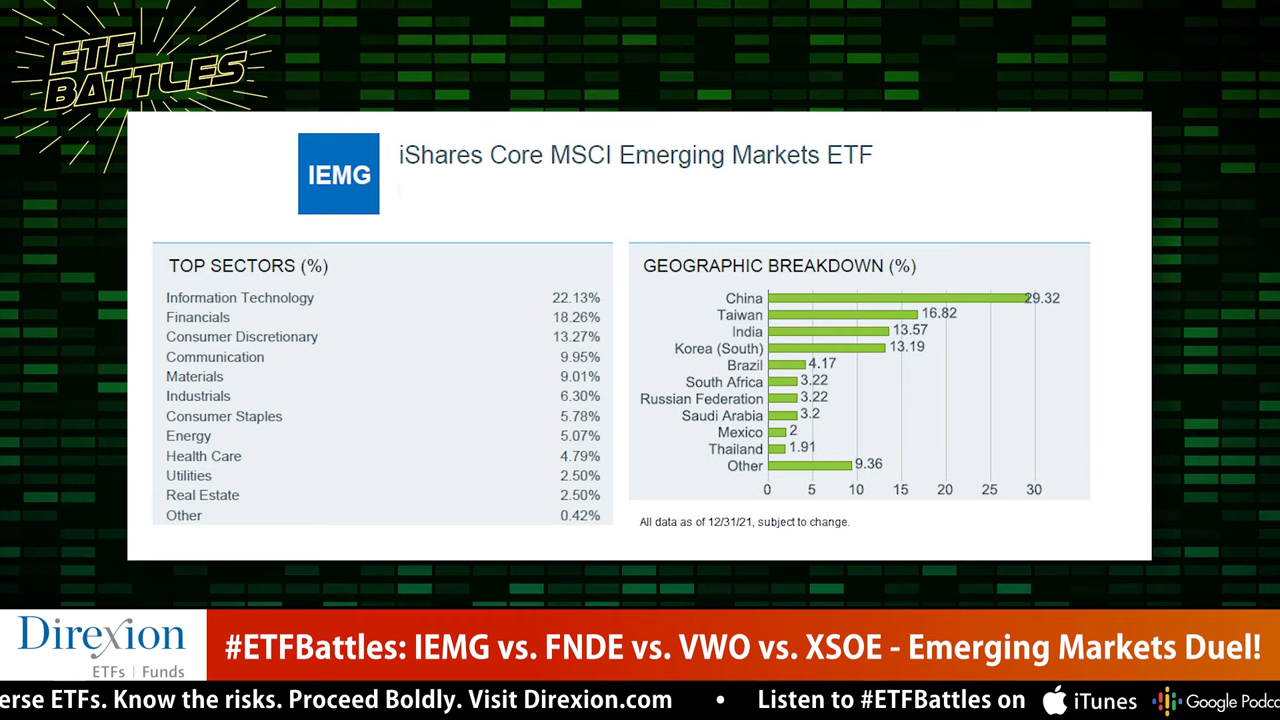 ETF
BATTLES
IEMG
iShares Core MSCI Emerging Markets ETF
TOP SECTORS (%)
Information Technology 22.13%
Financials 18.26%
Consumer Discretionary 13.27%
Communication 9.95%
Materials 9.01%
Industrials 6.30%
Consumer Staples 5.78%
Energy 5.07%
Health Care 4.79%
Utilities 2.50%
Real Estate 2.50%
Other 0.42%
GEOGRAPHIC BREAKDOWN (%)
China 29.32
Taiwan 16.82
India 13.57
Korea (South) 13.19
Brazil 4.17
South Africa 3.22
Russian Federation 3.22
Saudi Arabia 3.2
Mexico 2
Thailand 1.91
Other 9.36
0 5 10 15 20 25 30
All data as of 12/31/21, subject to change.
Direxion
ETFs | Funds
#ETFBattles: IEMG vs. FNDE vs. VWO vs. XSOE - Emerging Markets Duel!
erse ETFs. Know the risks. Proceed Boldly. Visit Direxion.com • Listen to #ETFBattles on iTunes Google Podc